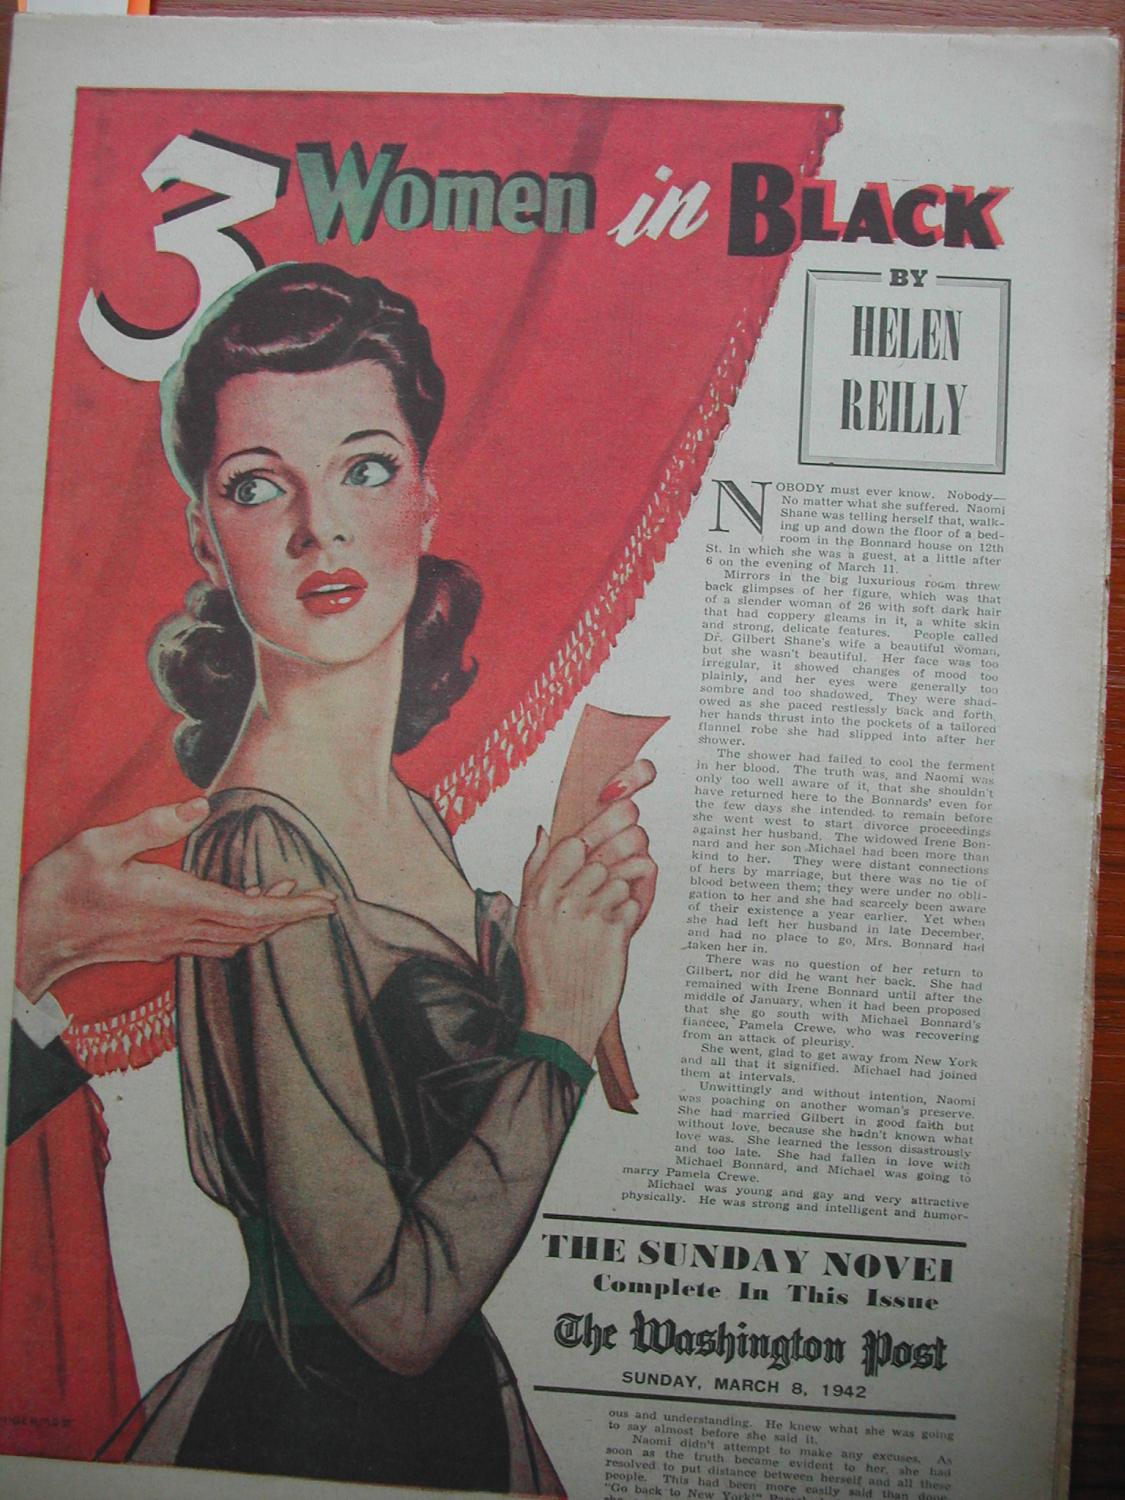 3 Women in BLACK
BY
HELEN
REILLY
NOBODY must ever know. Nobody—
No matter what she suffered. Naomi
Shane was telling herself that, walk-
ing up and down the floor of a bed-
room in the Bonnard house on 12th
St. in which she was a guest, at a little after
6 on the evening of March 11.
Mirrors in the big luxurious room threw
back glimpses of her figure, which was that
of a slender woman of 26 with soft dark hair
that had coppery gleams in it, a white skin
and strong, delicate features. People called
Dr. Gilbert Shane's wife a beautiful woman,
but she wasn't beautiful. Her face was too
irregular, it showed changes of mood too
plainly, and her eyes were generally too
sombre and too shadowed. They were shad-
owed as she paced restlessly back and forth,
her hands thrust into the pockets of a tailored
flannel robe she had slipped into after her
shower.
The shower had failed to cool the ferment
in her blood. The truth was, and Naomi was
only too well aware of it, that she shouldn't
have returned here to the Bonnards' even for
the few days she intended to remain before
she went west to start divorce proceedings
against her husband. The widowed Irene Bon-
nard and her son Michael had been more than
kind to her. They were distant connections
of hers by marriage, but there was no tie of
blood between them; they were under no obli-
gation to her and she had scarcely been aware
of their existence a year earlier. Yet when
she had left her husband in late December,
and had no place to go, Mrs. Bonnard had
taken her in.
There was no question of her return to
Gilbert, nor did he want her back. She had
remained with Irene Bonnard until after the
middle of January, when it had been proposed
that she go south with Michael Bonnard's
fiancee, Pamela Crewe, who was recovering
from an attack of pleurisy.
She went, glad to get away from New York
and all that it signified. Michael had joined
them at intervals.
Unwittingly and without intention, Naomi
was poaching on another woman's preserve.
She had married Gilbert in good faith but
without love, because she hadn't known what
love was. She learned the lesson disastrously
and too late. She had fallen in love with
Michael Bonnard, and Michael was going to
marry Pamela Crewe.
Michael was young and gay and very attractive
physically. He was strong and intelligent and humor-
THE SUNDAY NOVEL
Complete In This Issue
The Washington Post
SUNDAY, MARCH 8, 1942
ous and understanding. He knew what she was going
to say almost before she said it.
Naomi didn't attempt to make any excuses. As
soon as the truth became evident to her, she had
resolved to put distance between herself and all these
people. This had been more easily said than done.
"Go back to New York!"